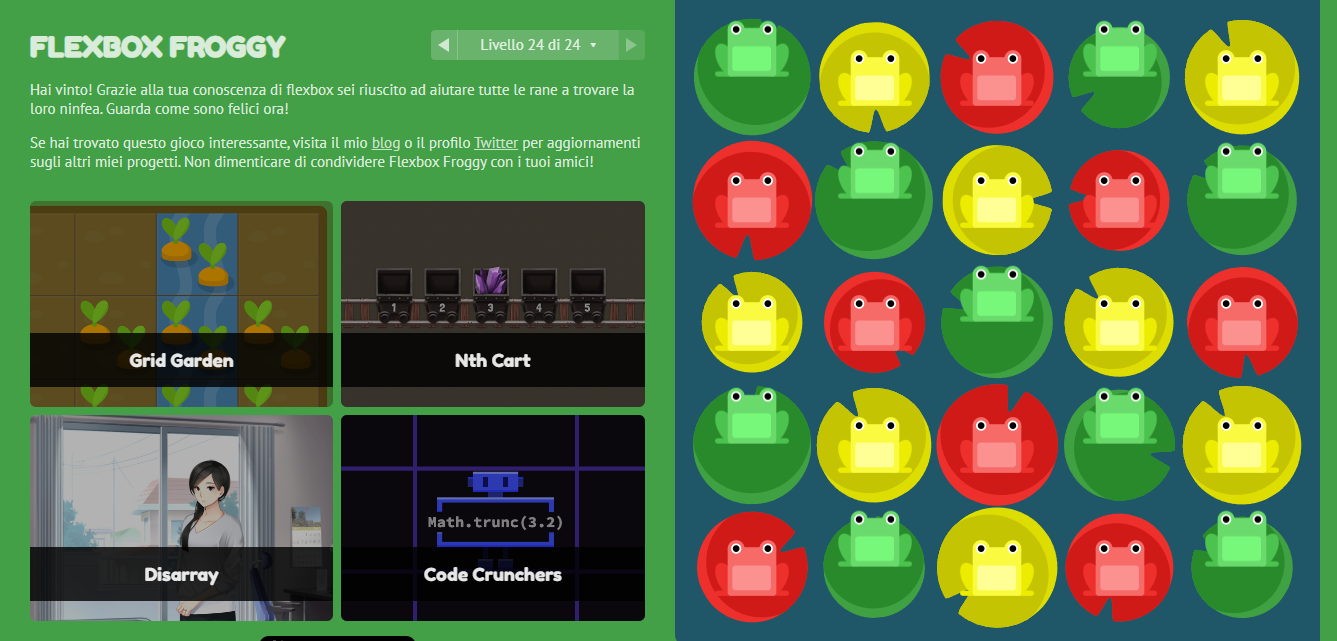 FLEXBOX FROGGY
Livello 24 di 24
Hai vinto! Grazie alla tua conoscenza di flexbox sei riuscito ad aiutare tutte le rane a trovare la
loro ninfea. Guarda come sono felici ora!
Se hai trovato questo gioco interessante, visita il mio blog o il profilo Twitter per aggiornamenti
sugli altri miei progetti. Non dimenticare di condividere Flexbox Froggy con i tuoi amici!
Grid Garden
1 2 3 4 5
Nth Cart
Disarray
Math.trunc(3.2)
Code Crunchers